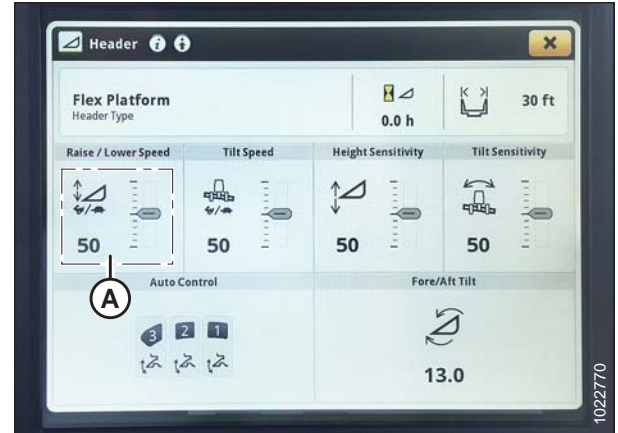 Header
Flex Platform
Header Type
0.0 h
30 ft
Raise / Lower Speed
Tilt Speed
Height Sensitivity
Tilt Sensitivity
50
50
50
50
A
Auto Control
Fore/Aft Tilt
3 2 1
13.0
1022770